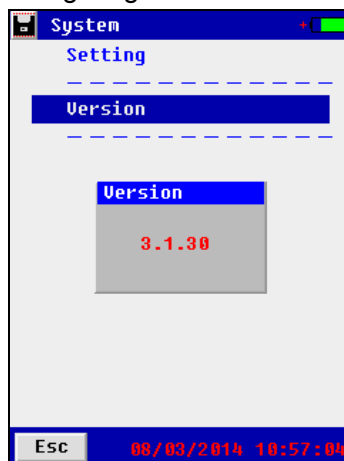 System
Setting
Version
Version
3.1.30
Esc 08/03/2014 10:57:04